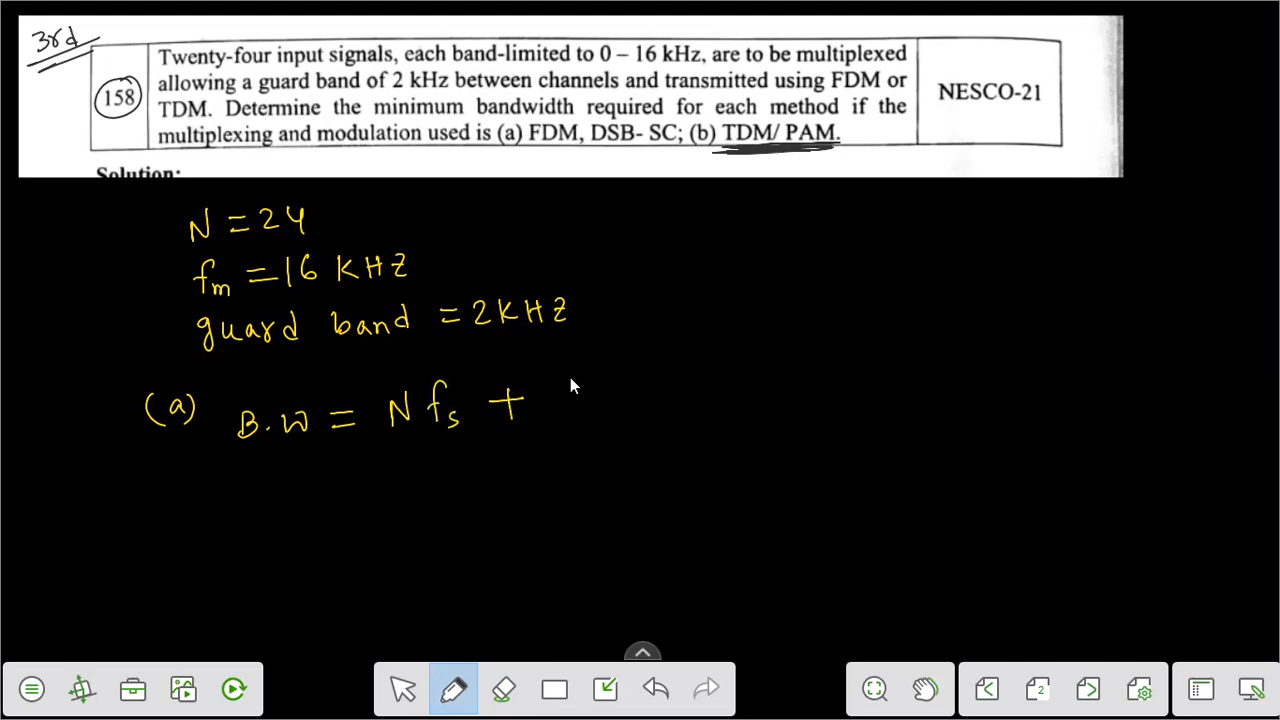 3rd
158
Twenty-four input signals, each band-limited to 0 – 16 kHz, are to be multiplexed
allowing a guard band of 2 kHz between channels and transmitted using FDM or
TDM. Determine the minimum bandwidth required for each method if the
multiplexing and modulation used is (a) FDM, DSB- SC; (b) TDM/ PAM.
NESCO-21
Solution:
N = 24
fm = 16 KHZ
guard band = 2KHZ
(a) B.W = N fs +
2